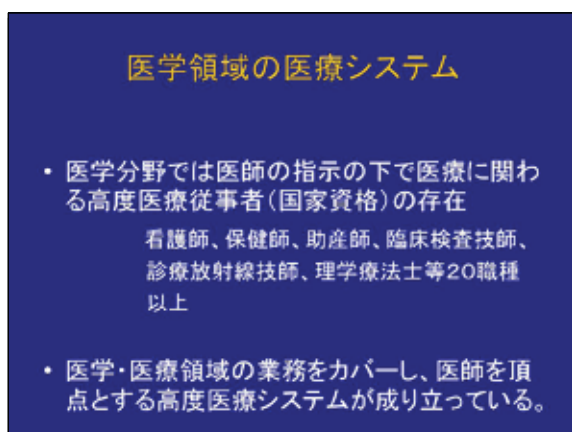 医学領域の医療システム
・医学分野では医師の指示の下で医療に関わ
る高度医療従事者(国家資格)の存在
看護師、保健師、助産師、臨床検査技師、
診療放射線技師、理学療法士等20職種
以上
・医学・医療領域の業務をカバーし、医師を頂
点とする高度医療システムが成り立っている。